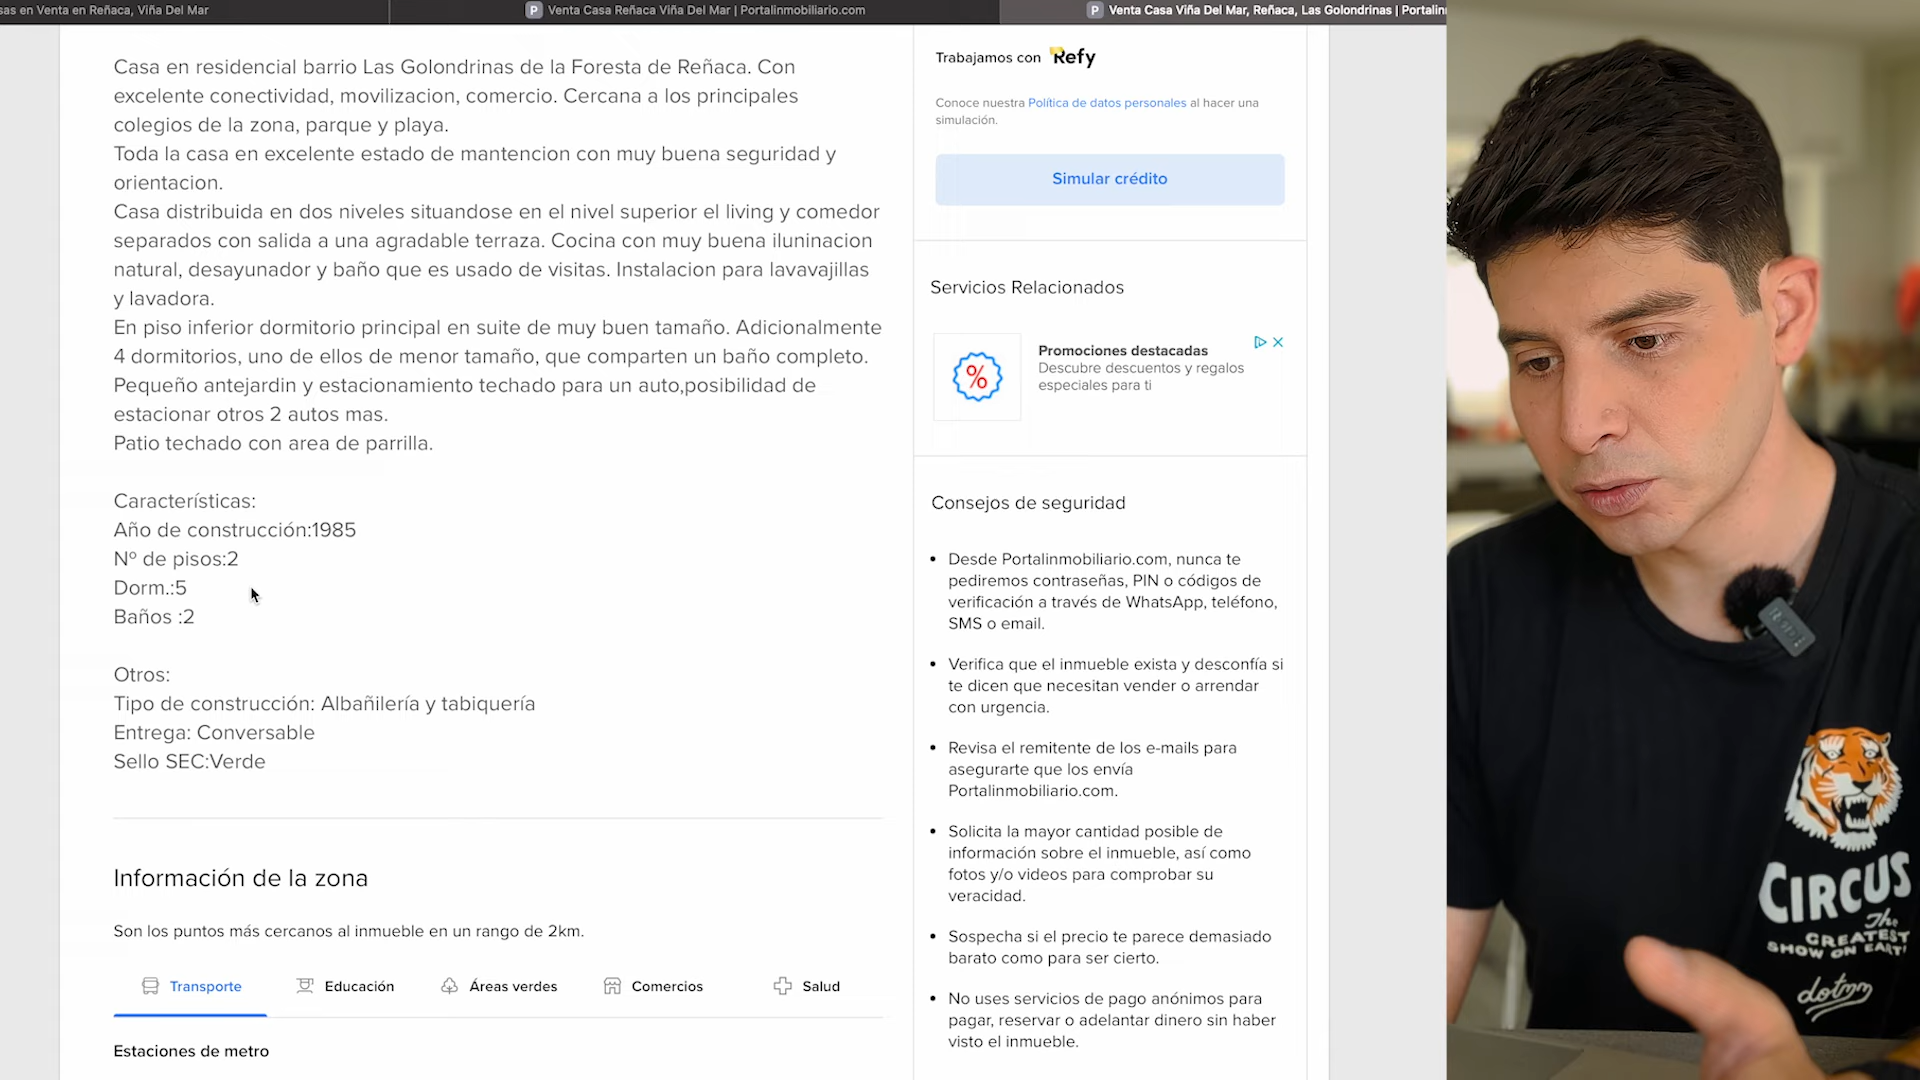 sas en Venta en Reñaca, Viña Del Mar
P Venta Casa Reñaca Viña Del Mar | Portalinmobiliario.com
P Venta Casa Viña Del Mar, Reñaca, Las Golondrinas | Portalin
Casa en residencial barrio Las Golondrinas de la Foresta de Reñaca. Con
excelente conectividad, movilizacion, comercio. Cercana a los principales
colegios de la zona, parque y playa.
Toda la casa en excelente estado de mantencion con muy buena seguridad y
orientacion.
Casa distribuida en dos niveles situandose en el nivel superior el living y comedor
separados con salida a una agradable terraza. Cocina con muy buena iluninacion
natural, desayunador y baño que es usado de visitas. Instalacion para lavavajillas
y lavadora.
En piso inferior dormitorio principal en suite de muy buen tamaño. Adicionalmente
4 dormitorios, uno de ellos de menor tamaño, que comparten un baño completo.
Pequeño antejardin y estacionamiento techado para un auto,posibilidad de
estacionar otros 2 autos mas.
Patio techado con area de parrilla.
Características:
Año de construcción:1985
Nº de pisos:2
Dorm.:5
Baños :2
Otros:
Tipo de construcción: Albañilería y tabiquería
Entrega: Conversable
Sello SEC:Verde
Información de la zona
Son los puntos más cercanos al inmueble en un rango de 2km.
Transporte Educación Áreas verdes Comercios Salud
Estaciones de metro
Trabajamos con Refy
Conoce nuestra Política de datos personales al hacer una
simulación.
Simular crédito
Servicios Relacionados
%
Promociones destacadas
Descubre descuentos y regalos
especiales para ti
Consejos de seguridad
• Desde Portalinmobiliario.com, nunca te
pediremos contraseñas, PIN o códigos de
verificación a través de WhatsApp, teléfono,
SMS o email.
• Verifica que el inmueble exista y desconfía si
te dicen que necesitan vender o arrendar
con urgencia.
• Revisa el remitente de los e-mails para
asegurarte que los envía
Portalinmobiliario.com.
• Solicita la mayor cantidad posible de
información sobre el inmueble, así como
fotos y/o videos para comprobar su
veracidad.
• Sospecha si el precio te parece demasiado
barato como para ser cierto.
• No uses servicios de pago anónimos para
pagar, reservar o adelantar dinero sin haber
visto el inmueble.
CIRCUS
The
GREATEST
SHOW ON EARTH